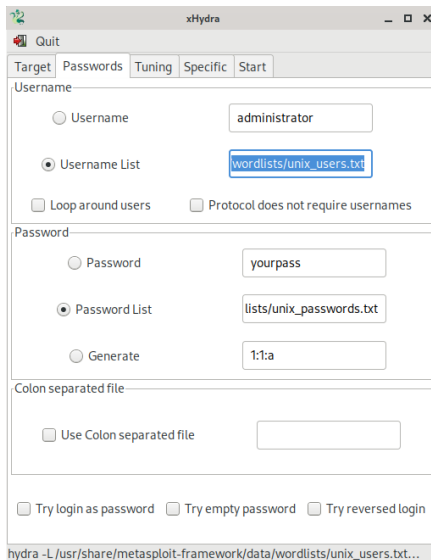 xHydra
Quit
Target Passwords Tuning Specific Start
Username
Username administrator
Username List wordlists/unix_users.txt
Loop around users Protocol does not require usernames
Password
Password yourpass
Password List lists/unix_passwords.txt
Generate 1:1:a
Colon separated file
Use Colon separated file
Try login as password Try empty password Try reversed login
hydra -L /usr/share/metasploit-framework/data/wordlists/unix_users.txt...